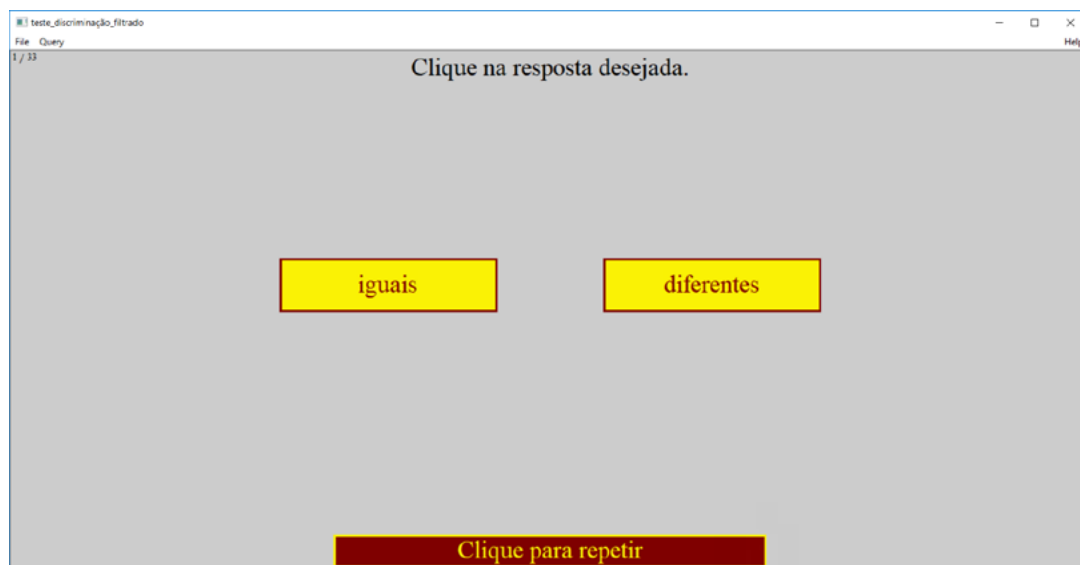 teste_discriminação_filtrado
File Query Help
1 / 33
Clique na resposta desejada.
iguais diferentes
Clique para repetir